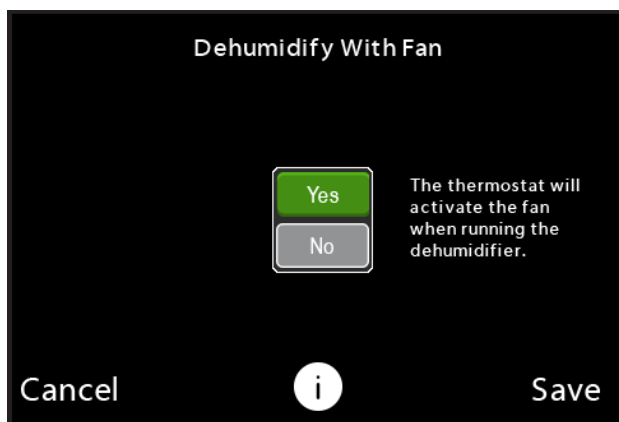 Dehumidify With Fan
Yes
No
The thermostat will
activate the fan
when running the
dehumidifier.
Cancel
i
Save